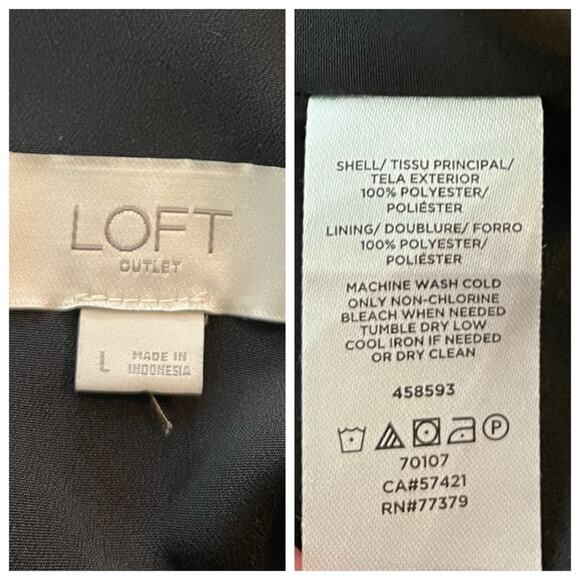 LOFT
OUTLET
L
MADE IN
INDONESIA
SHELL/ TISSU PRINCIPAL/
TELA EXTERIOR
100% POLYESTER/
POLIÉSTER
LINING/ DOUBLURE/ FORRO
100% POLYESTER/
POLIÉSTER
MACHINE WASH COLD
ONLY NON-CHLORINE
BLEACH WHEN NEEDED
TUMBLE DRY LOW
COOL IRON IF NEEDED
OR DRY CLEAN
458593
P
70107
CA#57421
RN#77379